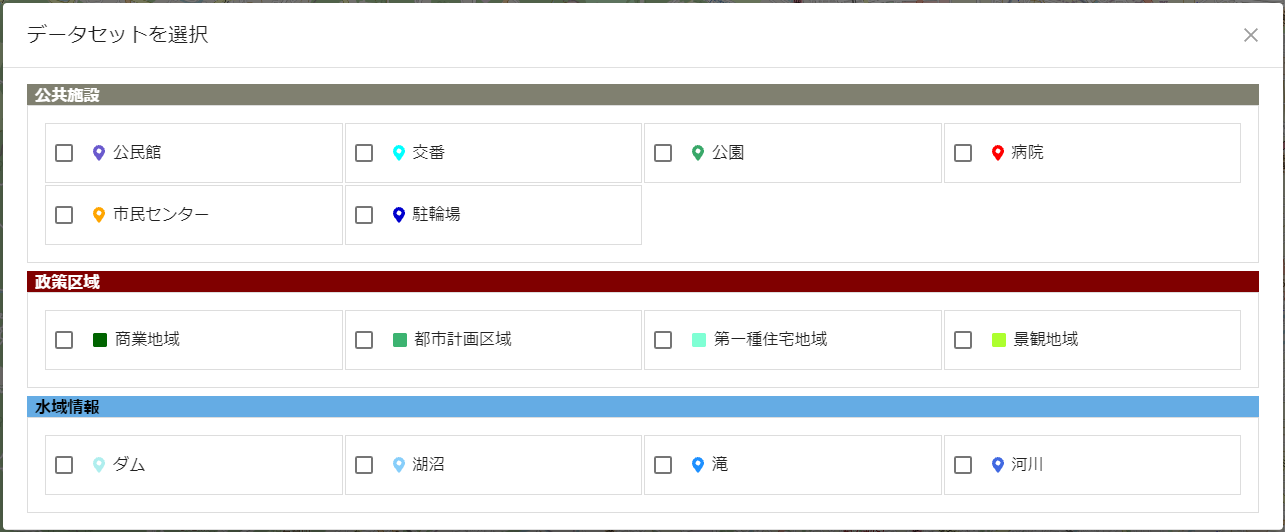 データセットを選択
公共施設
公民館 交番 公園 病院
市民センター 駐輪場
政策区域
商業地域 都市計画区域 第一種住宅地域 景観地域
水域情報
ダム 湖沼 滝 河川